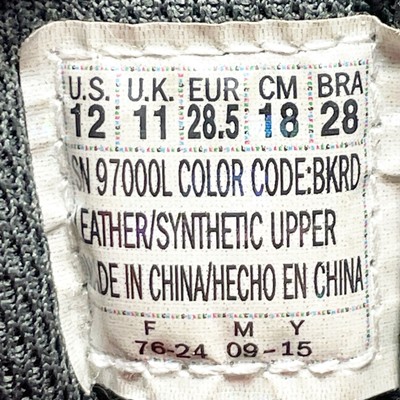 U.S. U.K. EUR CM BRA
12 11 28.5 18 28
SN 97000L COLOR CODE:BKRD
EATHER/SYNTHETIC UPPER
DE IN CHINA/HECHO EN CHINA
F M Y
76-24 09-15